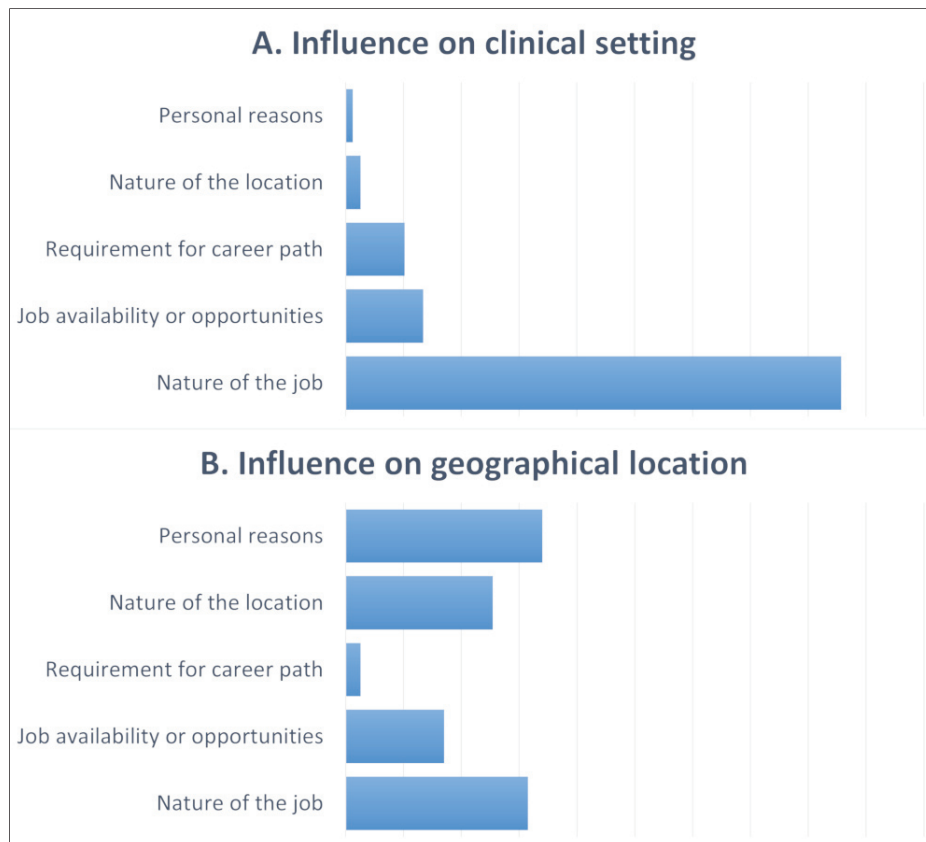 A. Influence on clinical setting
Personal reasons
Nature of the location
Requirement for career path
Job availability or opportunities
Nature of the job
B. Influence on geographical location
Personal reasons
Nature of the location
Requirement for career path
Job availability or opportunities
Nature of the job